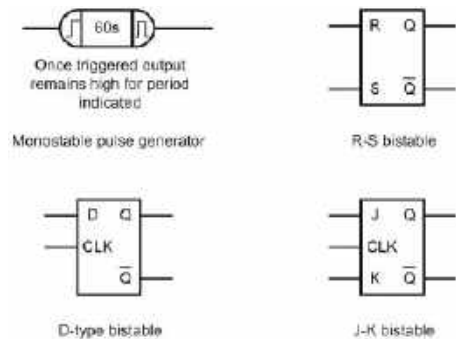 60s
Once triggered output
remains high for period
indicated
Monostable pulse generator
R Q
S Q̅
R-S bistable
D Q
CLK
Q̅
D-type bistable
J Q
CLK
K Q̅
J-K bistable